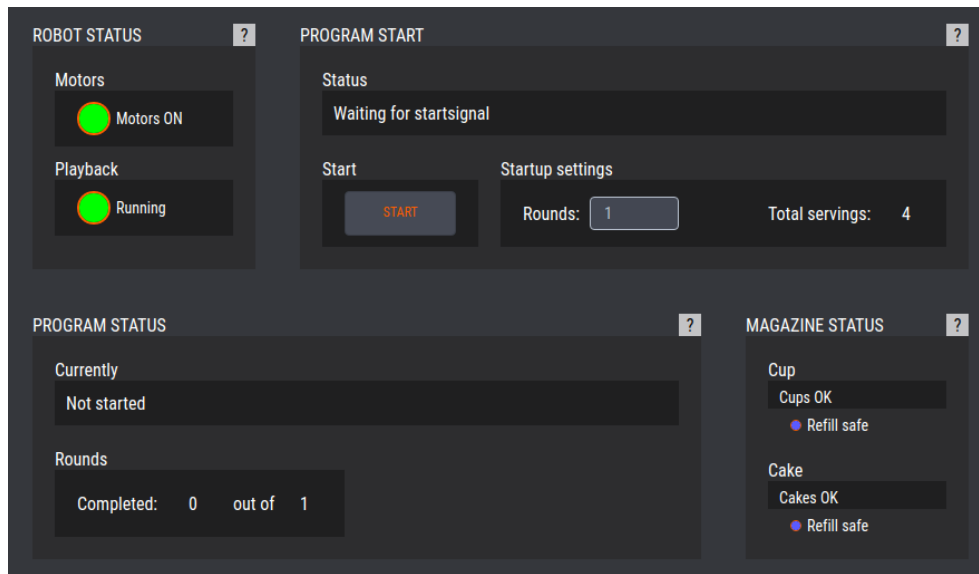 ROBOT STATUS ?
Motors
Motors ON
Playback
Running
PROGRAM START ?
Status
Waiting for startsignal
Start
START
Startup settings
Rounds: 1 Total servings: 4
PROGRAM STATUS ?
Currently
Not started
Rounds
Completed: 0 out of 1
MAGAZINE STATUS ?
Cup
Cups OK
Refill safe
Cake
Cakes OK
Refill safe